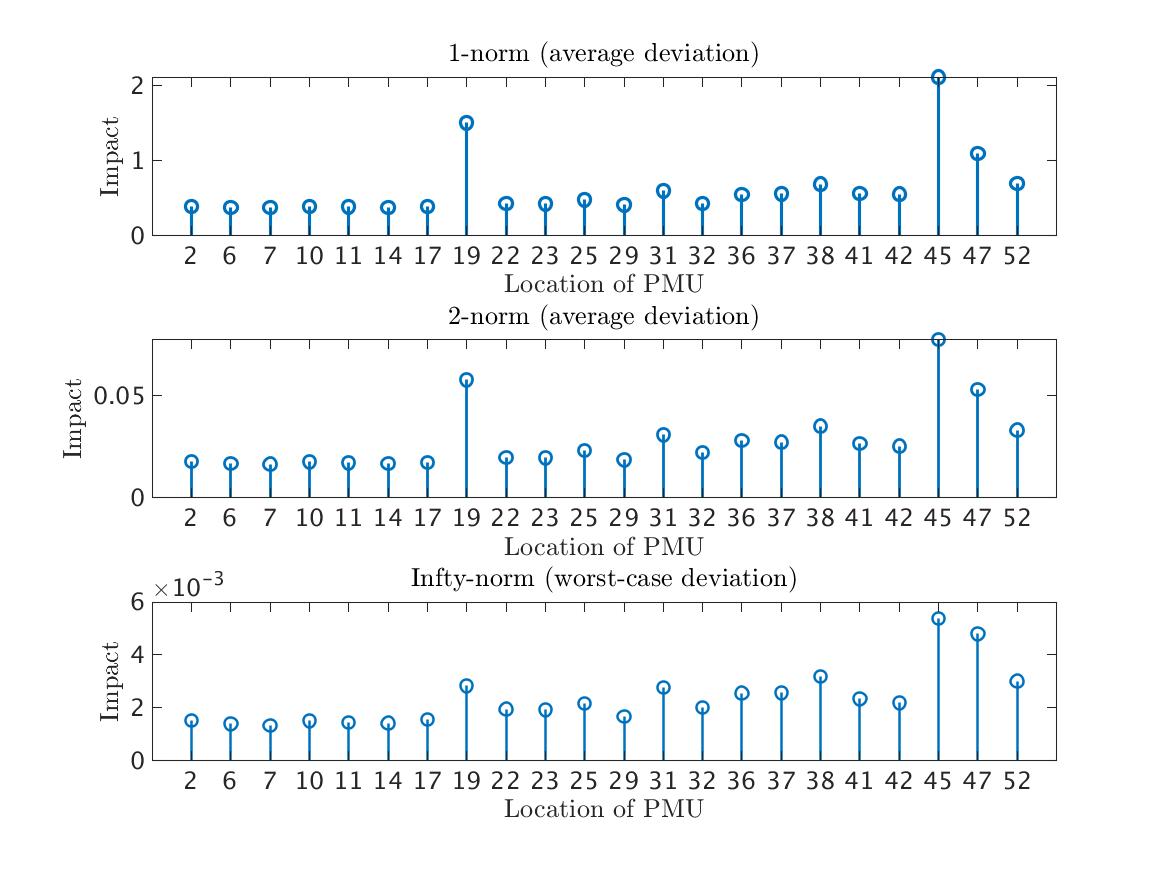 1-norm (average deviation)
2
1
0
Impact
2 6 7 10 11 14 17 19 22 23 25 29 31 32 36 37 38 41 42 45 47 52
Location of PMU
2-norm (average deviation)
0.05
0
Impact
2 6 7 10 11 14 17 19 22 23 25 29 31 32 36 37 38 41 42 45 47 52
Location of PMU
Infty-norm (worst-case deviation)
×10⁻³
6
4
2
0
Impact
2 6 7 10 11 14 17 19 22 23 25 29 31 32 36 37 38 41 42 45 47 52
Location of PMU